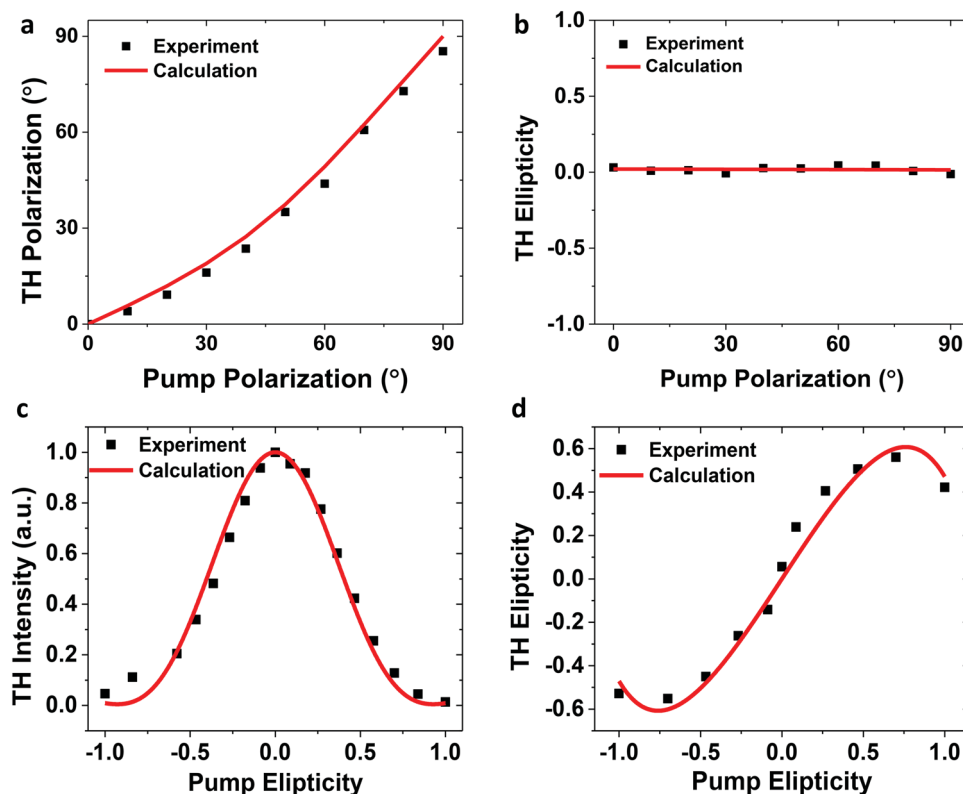 a
Experiment
Calculation
TH Polarization (°)
90
60
30
0
0 30 60 90
Pump Polarization (°)
b
Experiment
Calculation
TH Ellipticity
1.0
0.5
0.0
-0.5
-1.0
0 30 60 90
Pump Polarization (°)
c
Experiment
Calculation
TH Intensity (a.u.)
1.0
0.8
0.6
0.4
0.2
0.0
-1.0 -0.5 0.0 0.5 1.0
Pump Elipticity
d
Experiment
Calculation
TH Elipticity
0.6
0.4
0.2
0.0
-0.2
-0.4
-0.6
-1.0 -0.5 0.0 0.5 1.0
Pump Elipticity